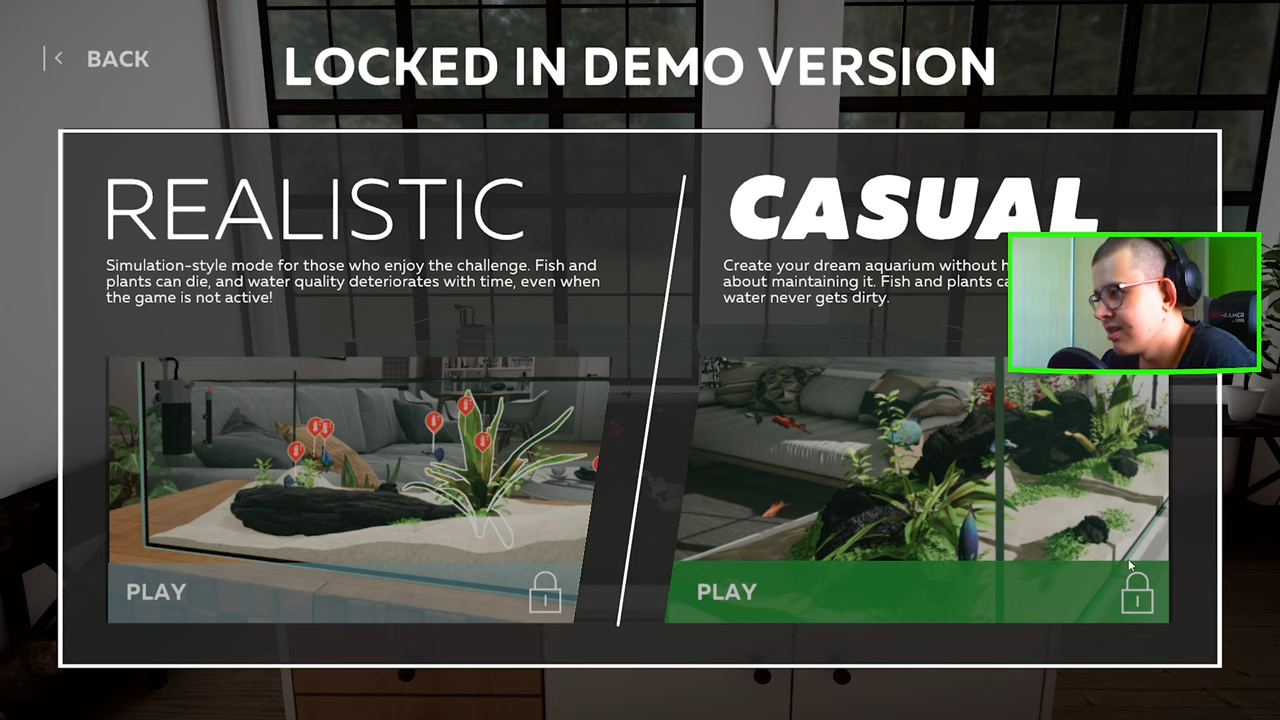 BACK
LOCKED IN DEMO VERSION
REALISTIC
Simulation-style mode for those who enjoy the challenge. Fish and
plants can die, and water quality deteriorates with time, even when
the game is not active!
PLAY
CASUAL
Create your dream aquarium without
about maintaining it. Fish and plants
water never gets dirty.
PLAY